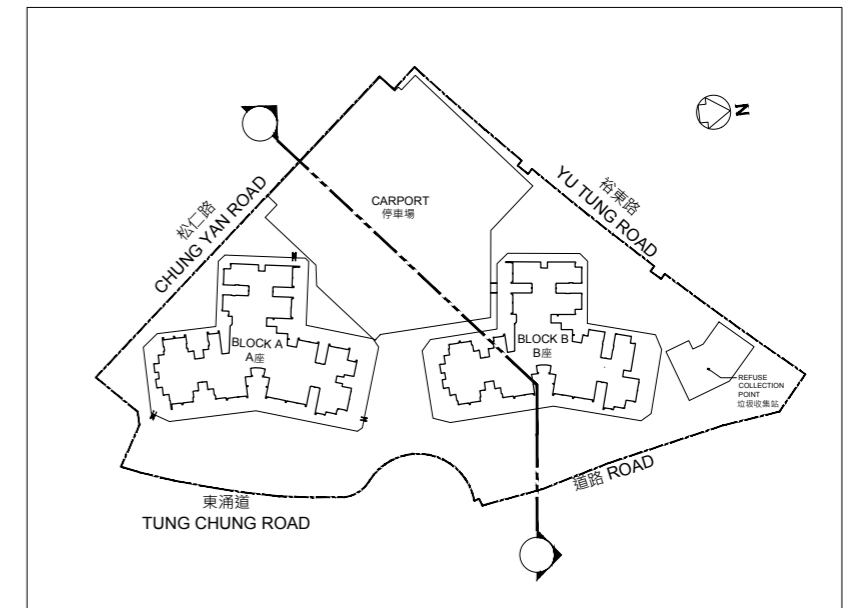 N
松仁路
CHUNG YAN ROAD
CARPORT
停車場
裕東路
YU TUNG ROAD
BLOCK A
A座
BLOCK B
B座
REFUSE
COLLECTION
POINT
垃圾收集站
道路 ROAD
東涌道
TUNG CHUNG ROAD